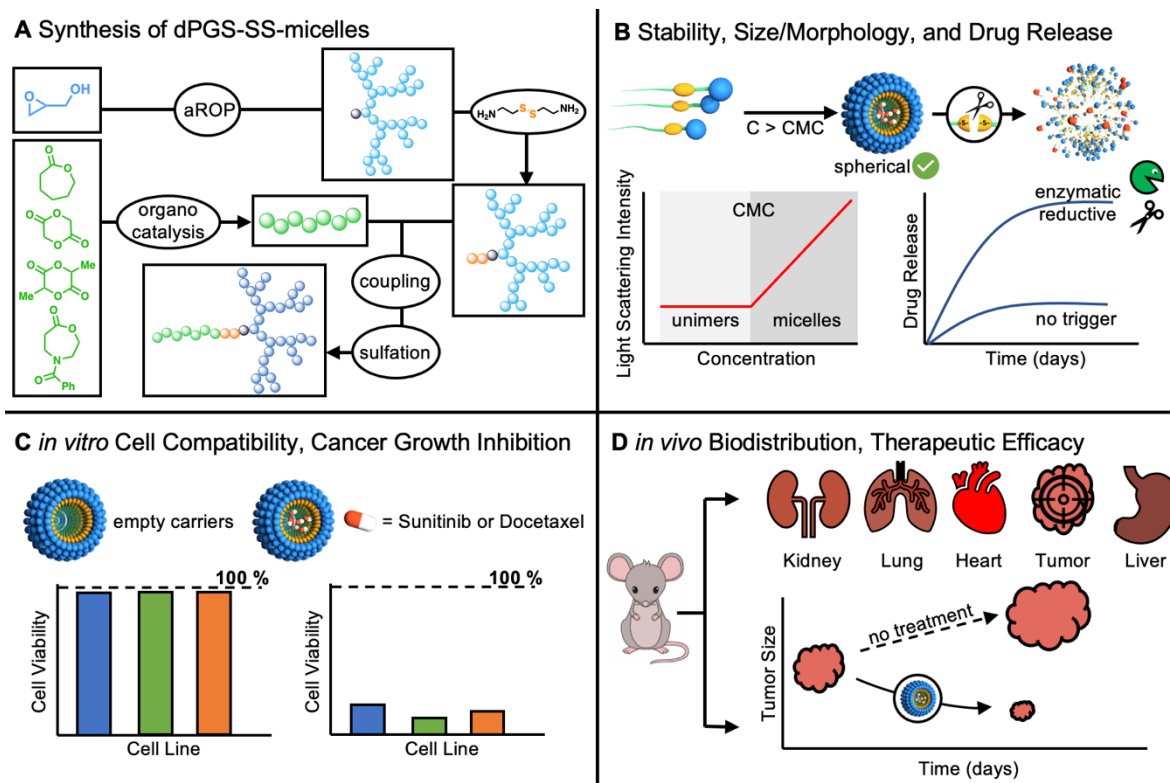 A Synthesis of dPGS-SS-micelles
O
OH
aROP
H2N
S
S
NH2
O
O
O
O
O
O
organo
catalysis
O
O
Me
Me
O
O
O
O
N
O
Ph
coupling
sulfation
B Stability, Size/Morphology, and Drug Release
C > CMC
-S-
-S-
spherical
Light Scattering Intensity
CMC
unimers
micelles
Concentration
Drug Release
enzymatic
reductive
no trigger
Time (days)
C in vitro Cell Compatibility, Cancer Growth Inhibition
empty carriers
= Sunitinib or Docetaxel
100 %
Cell Viability
Cell Line
100 %
Cell Viability
Cell Line
D in vivo Biodistribution, Therapeutic Efficacy
Kidney
Lung
Heart
Tumor
Liver
Tumor Size
no treatment
Time (days)